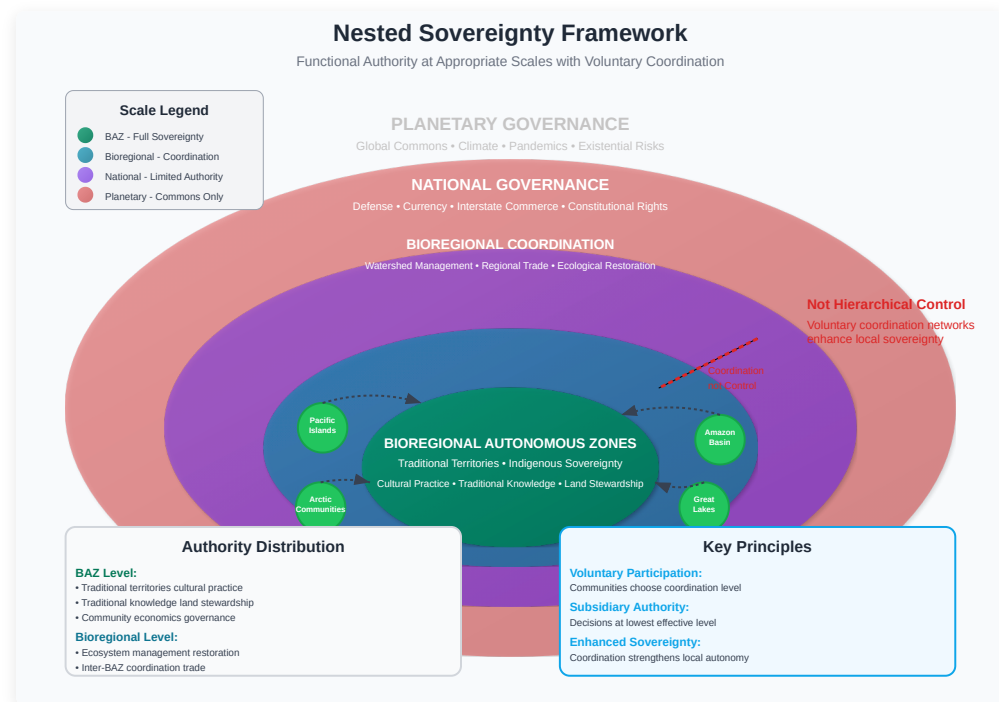 Nested Sovereignty Framework
Functional Authority at Appropriate Scales with Voluntary Coordination
Scale Legend
BAZ - Full Sovereignty
Bioregional - Coordination
National - Limited Authority
Planetary - Commons Only
PLANETARY GOVERNANCE
Global Commons • Climate • Pandemics • Existential Risks
NATIONAL GOVERNANCE
Defense • Currency • Interstate Commerce • Constitutional Rights
BIOREGIONAL COORDINATION
Watershed Management • Regional Trade • Ecological Restoration
Not Hierarchical Control
Voluntary coordination networks
enhance local sovereignty
Coordination
not Control
Pacific
Islands
Amazon
Basin
BIOREGIONAL AUTONOMOUS ZONES
Traditional Territories • Indigenous Sovereignty
Cultural Practice • Traditional Knowledge • Land Stewardship
Arctic
Communities
Great
Lakes
Authority Distribution
BAZ Level:
• Traditional territories cultural practice
• Traditional knowledge land stewardship
• Community economics governance
Bioregional Level:
• Ecosystem management restoration
• Inter-BAZ coordination trade
Key Principles
Voluntary Participation:
Communities choose coordination level
Subsidiary Authority:
Decisions at lowest effective level
Enhanced Sovereignty:
Coordination strengthens local autonomy